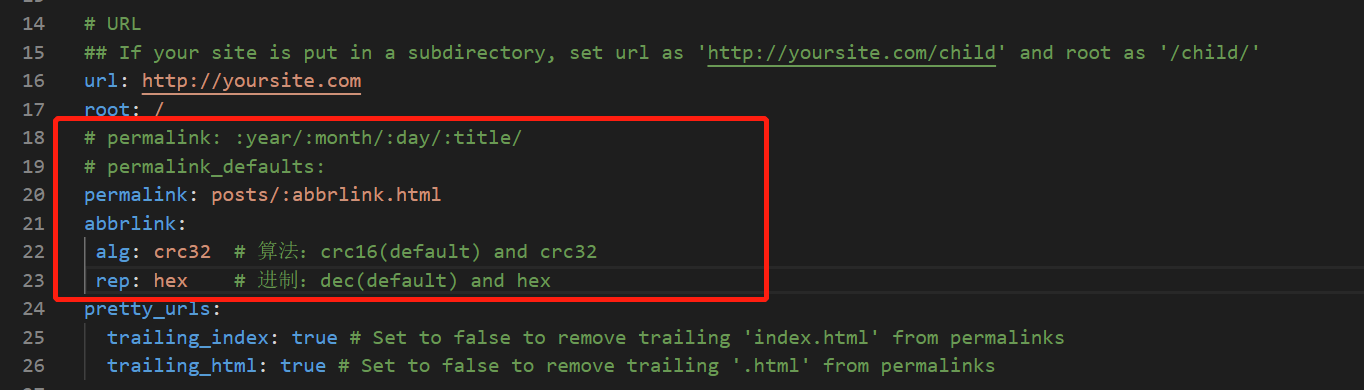 14 # URL
15 ## If your site is put in a subdirectory, set url as 'http://yoursite.com/child' and root as '/child/'
16 url: http://yoursite.com
17 root: /
18 # permalink: :year/:month/:day/:title/
19 # permalink_defaults:
20 permalink: posts/:abbrlink.html
21 abbrlink:
22  alg: crc32  # 算法：crc16(default) and crc32
23  rep: hex    # 进制：dec(default) and hex
24 pretty_urls:
25   trailing_index: true # Set to false to remove trailing 'index.html' from permalinks
26   trailing_html: true # Set to false to remove trailing '.html' from permalinks